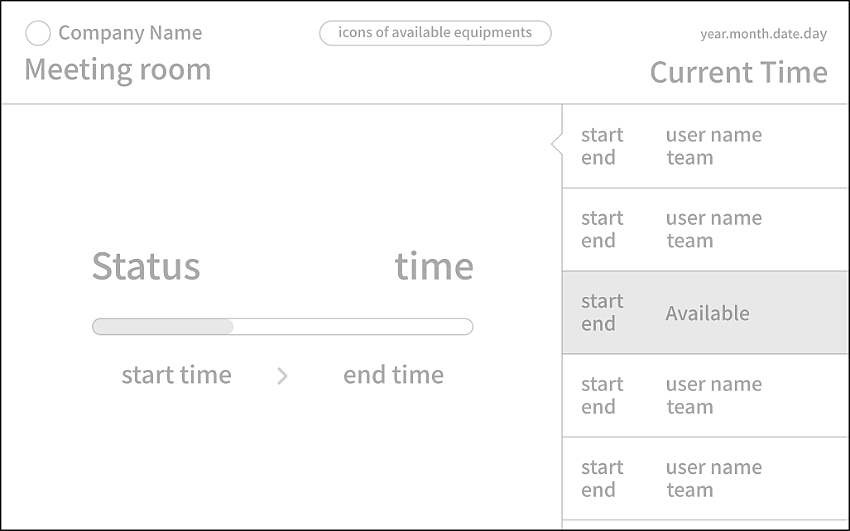 Company Name
Meeting room
icons of available equipments
year.month.date.day
Current Time
Status
time
start time > end time
start user name
end team
start user name
end team
start
end
Available
start user name
end team
start user name
end team